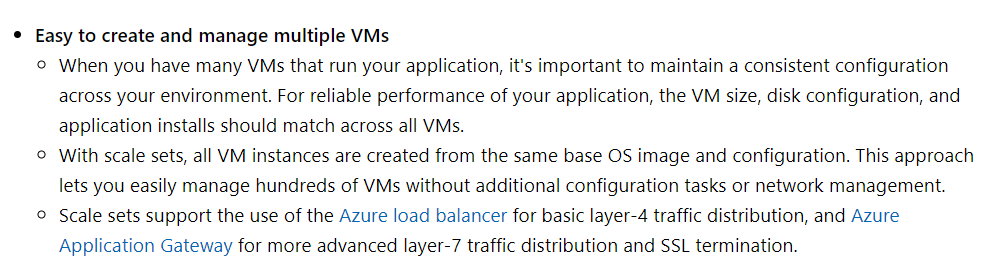 • Easy to create and manage multiple VMs
○ When you have many VMs that run your application, it's important to maintain a consistent configuration
across your environment. For reliable performance of your application, the VM size, disk configuration, and
application installs should match across all VMs.
○ With scale sets, all VM instances are created from the same base OS image and configuration. This approach
lets you easily manage hundreds of VMs without additional configuration tasks or network management.
○ Scale sets support the use of the Azure load balancer for basic layer-4 traffic distribution, and Azure
Application Gateway for more advanced layer-7 traffic distribution and SSL termination.